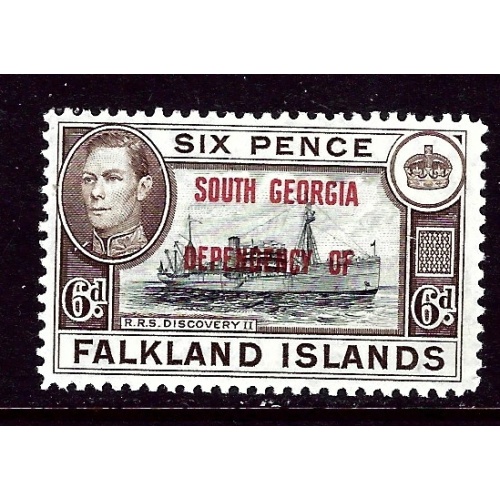 SIX PENCE
SOUTH GEORGIA
DEPENDENCY OF
6d. 6d.
R.R.S. DISCOVERY II
FALKLAND ISLANDS